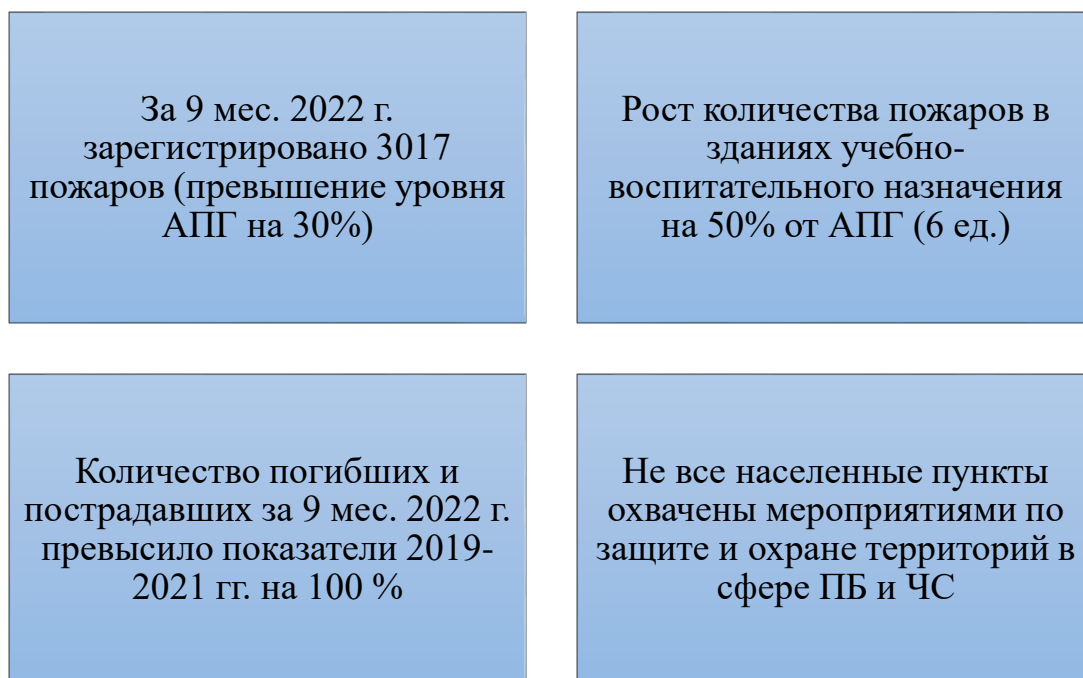 За 9 мес. 2022 г.
зарегистрировано 3017
пожаров (превышение уровня
АПГ на 30%)
Рост количества пожаров в
зданиях учебно-
воспитательного назначения
на 50% от АПГ (6 ед.)
Количество погибших и
пострадавших за 9 мес. 2022 г.
превысило показатели 2019-
2021 гг. на 100 %
Не все населенные пункты
охвачены мероприятиями по
защите и охране территорий в
сфере ПБ и ЧС